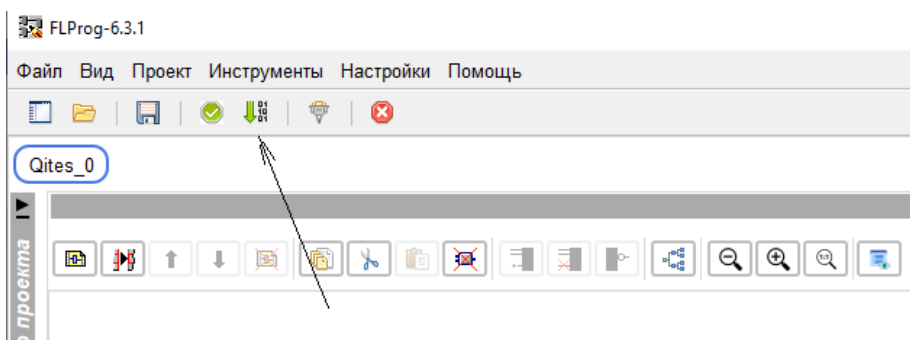 FLProg-6.3.1
Файл Вид Проект Инструменты Настройки Помощь
Qites_0
о проекта